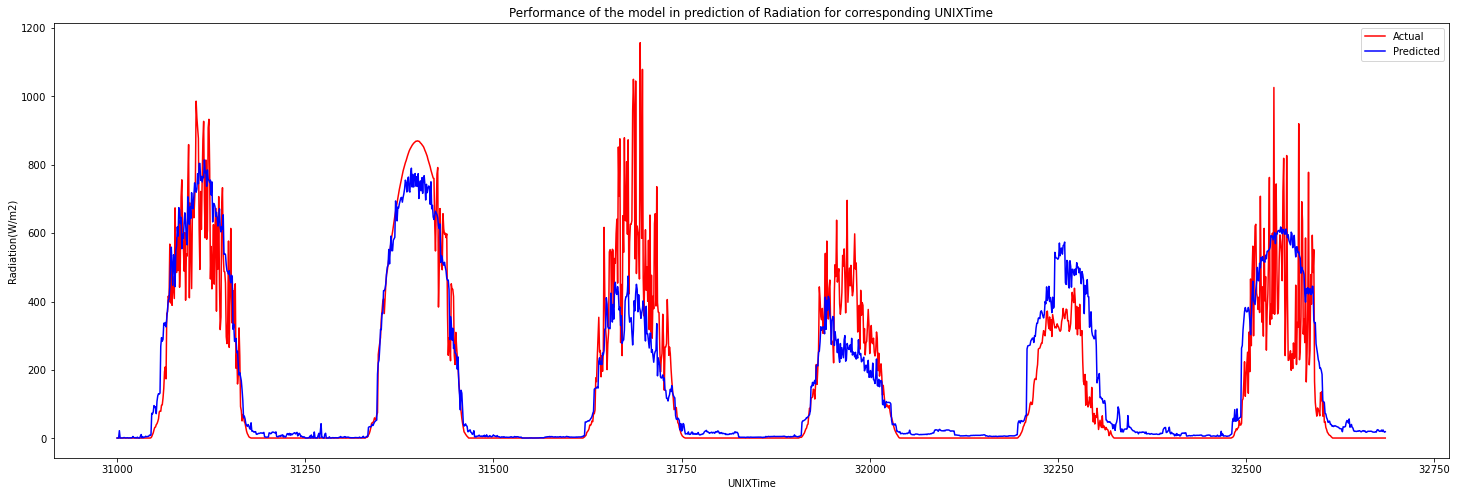 Performance of the model in prediction of Radiation for corresponding UNIXTime
Actual
Predicted
Radiation(W/m2)
1200
1000
800
600
400
200
0
31000 31250 31500 31750 32000 32250 32500 32750
UNIXTime